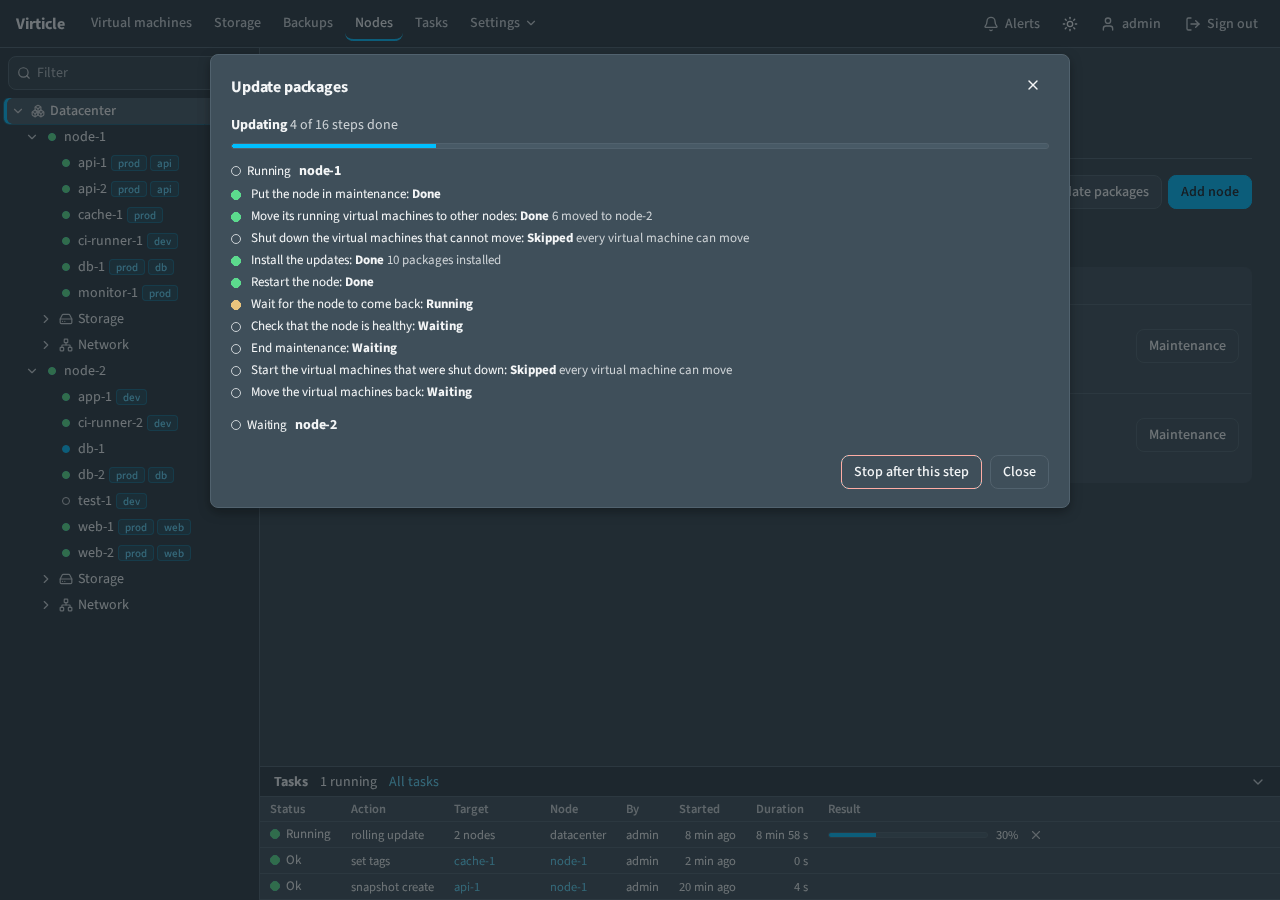 Virticle Virtual machines Storage Backups Nodes Tasks Settings Alerts admin Sign out
Filter
Datacenter
node-1
api-1 prod api
api-2 prod api
cache-1 prod
ci-runner-1 dev
db-1 prod db
monitor-1 prod
Storage
Network
node-2
app-1 dev
ci-runner-2 dev
db-1
db-2 prod db
test-1 dev
web-1 prod web
web-2 prod web
Storage
Network
Update packages
Updating 4 of 16 steps done
Running node-1
Put the node in maintenance: Done
Move its running virtual machines to other nodes: Done 6 moved to node-2
Shut down the virtual machines that cannot move: Skipped every virtual machine can move
Install the updates: Done 10 packages installed
Restart the node: Done
Wait for the node to come back: Running
Check that the node is healthy: Waiting
End maintenance: Waiting
Start the virtual machines that were shut down: Skipped every virtual machine can move
Move the virtual machines back: Waiting
Waiting node-2
Stop after this step Close
packages Add node
Maintenance
Maintenance
Tasks 1 running All tasks
Status Action Target Node By Started Duration Result
Running rolling update 2 nodes datacenter admin 8 min ago 8 min 58 s 30%
Ok set tags cache-1 node-1 admin 2 min ago 0 s
Ok snapshot create api-1 node-1 admin 20 min ago 4 s